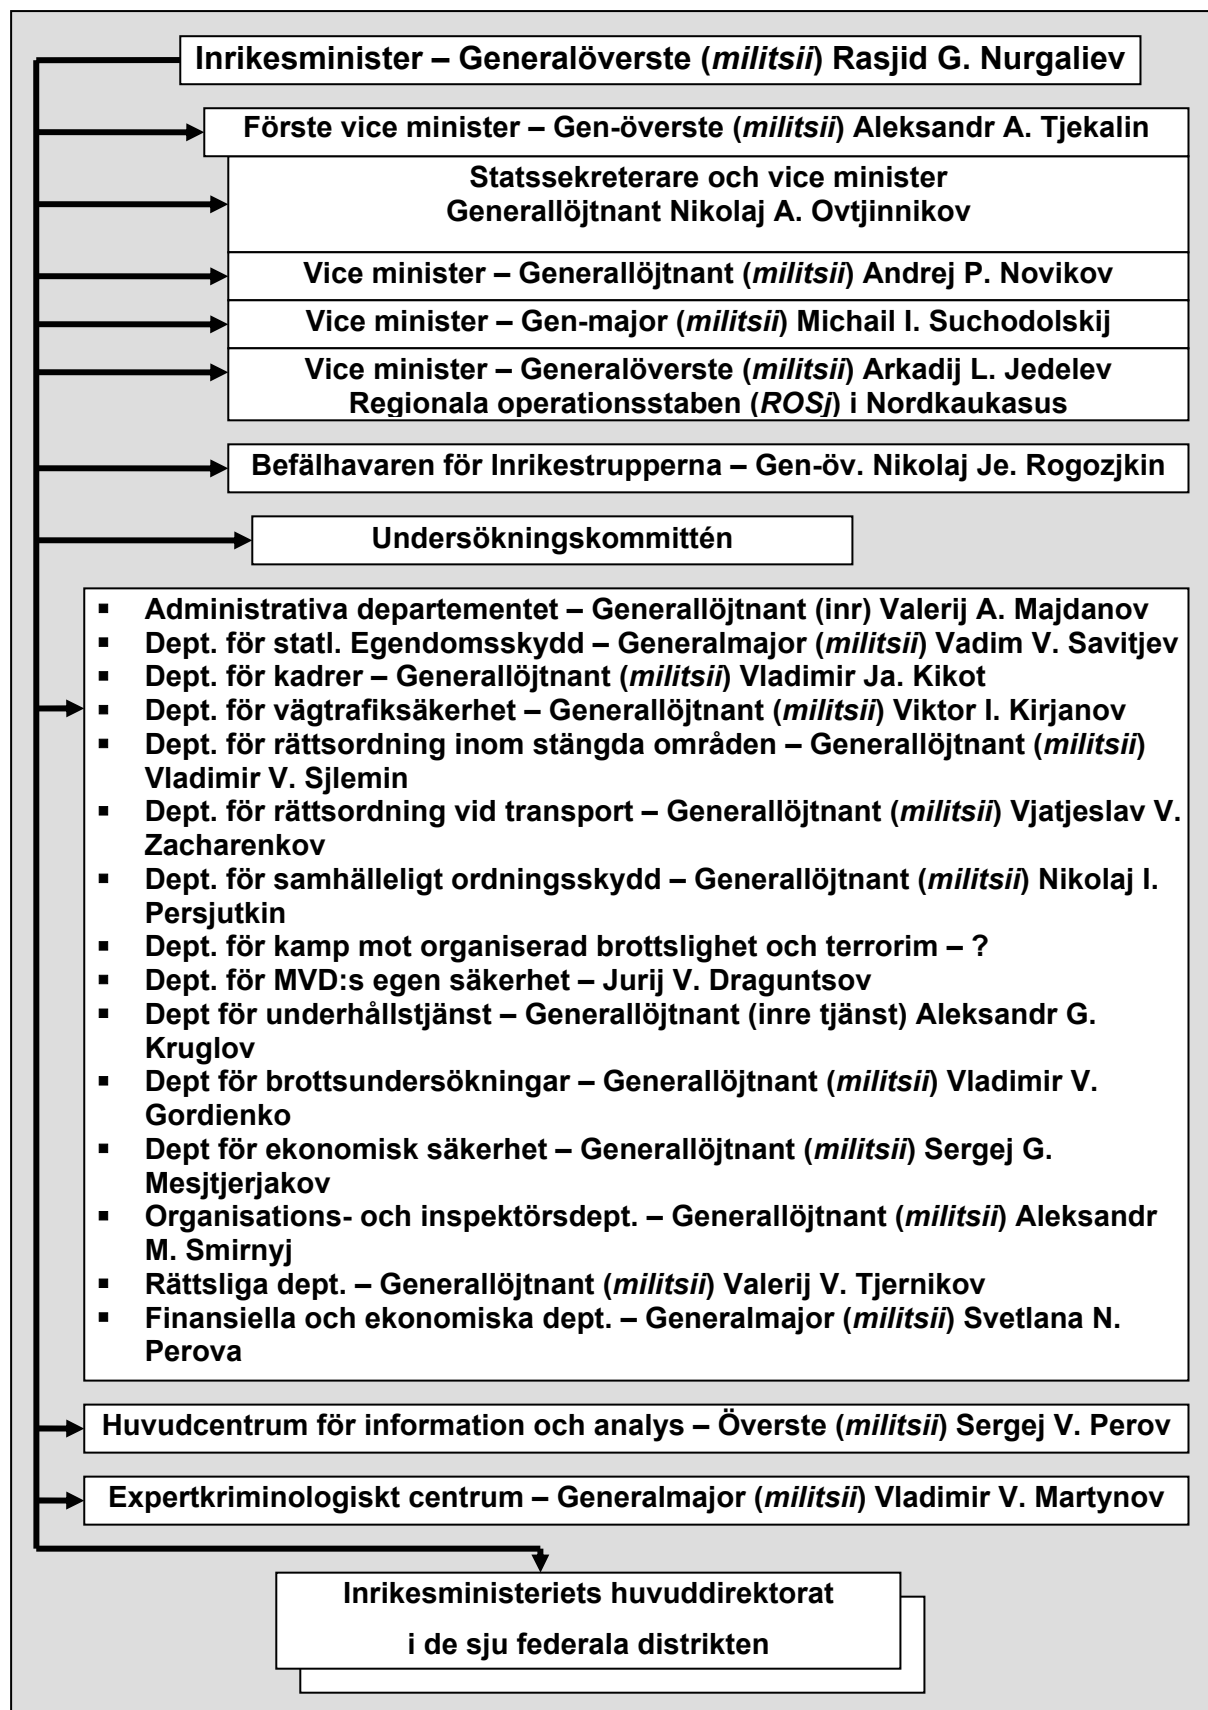 Inrikesminister – Generalöverste (militsii) Rasjid G. Nurgaliev
Förste vice minister – Gen-överste (militsii) Aleksandr A. Tjekalin
Statssekreterare och vice minister
Generallöjtnant Nikolaj A. Ovtjinnikov
Vice minister – Generallöjtnant (militsii) Andrej P. Novikov
Vice minister – Gen-major (militsii) Michail I. Suchodolskij
Vice minister – Generalöverste (militsii) Arkadij L. Jedelev
Regionala operationsstaben (ROSj) i Nordkaukasus
Befälhavaren för Inrikestrupperna – Gen-öv. Nikolaj Je. Rogozjkin
Undersökningskommittén
▪ Administrativa departementet – Generallöjtnant (inr) Valerij A. Majdanov
▪ Dept. för statl. Egendomsskydd – Generalmajor (militsii) Vadim V. Savitjev
▪ Dept. för kadrer – Generallöjtnant (militsii) Vladimir Ja. Kikot
▪ Dept. för vägtrafiksäkerhet – Generallöjtnant (militsii) Viktor I. Kirjanov
▪ Dept. för rättsordning inom stängda områden – Generallöjtnant (militsii)
Vladimir V. Sjlemin
▪ Dept. för rättsordning vid transport – Generallöjtnant (militsii) Vjatjeslav V.
Zacharenkov
▪ Dept. för samhälleligt ordningsskydd – Generallöjtnant (militsii) Nikolaj I.
Persjutkin
▪ Dept. för kamp mot organiserad brottslighet och terrorim – ?
▪ Dept. för MVD:s egen säkerhet – Jurij V. Draguntsov
▪ Dept för underhållstjänst – Generallöjtnant (inre tjänst) Aleksandr G.
Kruglov
▪ Dept för brottsundersökningar – Generallöjtnant (militsii) Vladimir V.
Gordienko
▪ Dept för ekonomisk säkerhet – Generallöjtnant (militsii) Sergej G.
Mesjtjerjakov
▪ Organisations- och inspektörsdept. – Generallöjtnant (militsii) Aleksandr
M. Smirnyj
▪ Rättsliga dept. – Generallöjtnant (militsii) Valerij V. Tjernikov
▪ Finansiella och ekonomiska dept. – Generalmajor (militsii) Svetlana N.
Perova
Huvudcentrum för information och analys – Överste (militsii) Sergej V. Perov
Expertkriminologiskt centrum – Generalmajor (militsii) Vladimir V. Martynov
Inrikesministeriets huvuddirektorat
i de sju federala distrikten